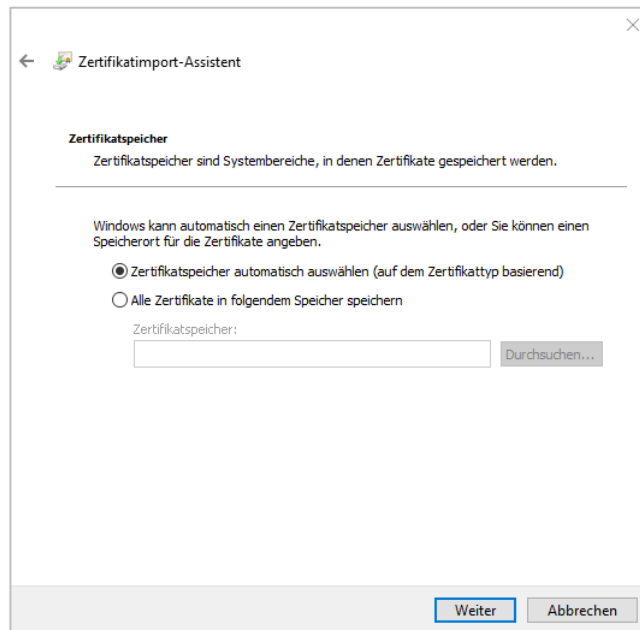 Zertifikatimport-Assistent
Zertifikatspeicher
Zertifikatspeicher sind Systembereiche, in denen Zertifikate gespeichert werden.
Windows kann automatisch einen Zertifikatspeicher auswählen, oder Sie können einen
Speicherort für die Zertifikate angeben.
Zertifikatspeicher automatisch auswählen (auf dem Zertifikattyp basierend)
Alle Zertifikate in folgendem Speicher speichern
Zertifikatspeicher:
Durchsuchen...
Weiter
Abbrechen